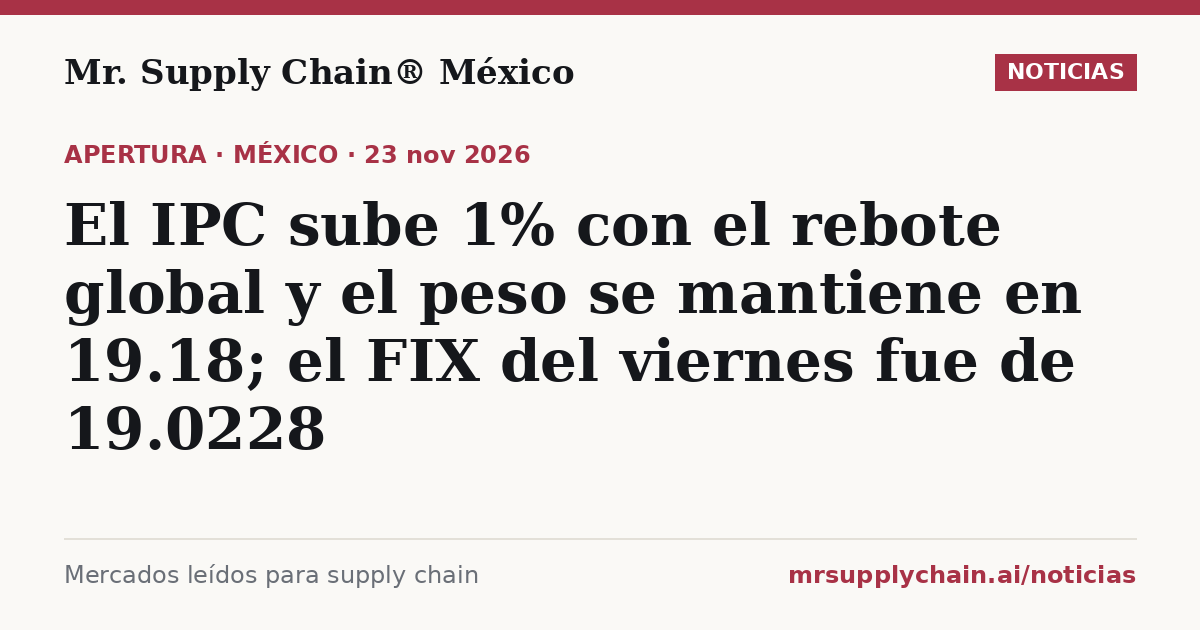 Mr. Supply Chain® México
NOTICIAS
APERTURA · MÉXICO · 23 nov 2026
El IPC sube 1% con el rebote
global y el peso se mantiene en
19.18; el FIX del viernes fue de
19.0228
Mercados leídos para supply chain
mrsupplychain.ai/noticias